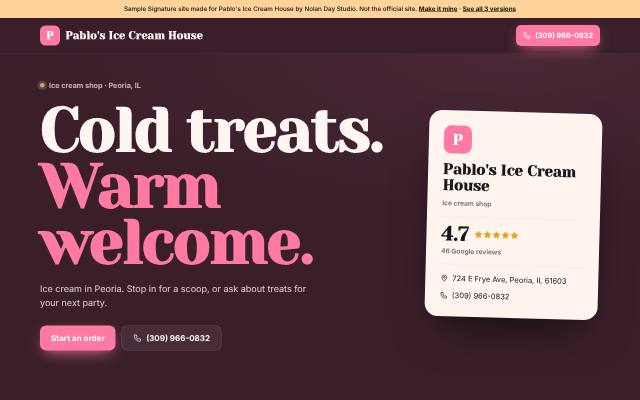 Sample Signature site made for Pablo's Ice Cream House by Nolan Day Studio. Not the official site. Make it mine · See all 3 versions
P Pablo's Ice Cream House
(309) 966-0832
Ice cream shop · Peoria, IL
Cold treats.
Warm
welcome.
Ice cream in Peoria. Stop in for a scoop, or ask about treats for
your next party.
Start an order
(309) 966-0832
P
Pablo's Ice Cream
House
Ice cream shop
4.7
46 Google reviews
724 E Frye Ave, Peoria, IL 61603
(309) 966-0832